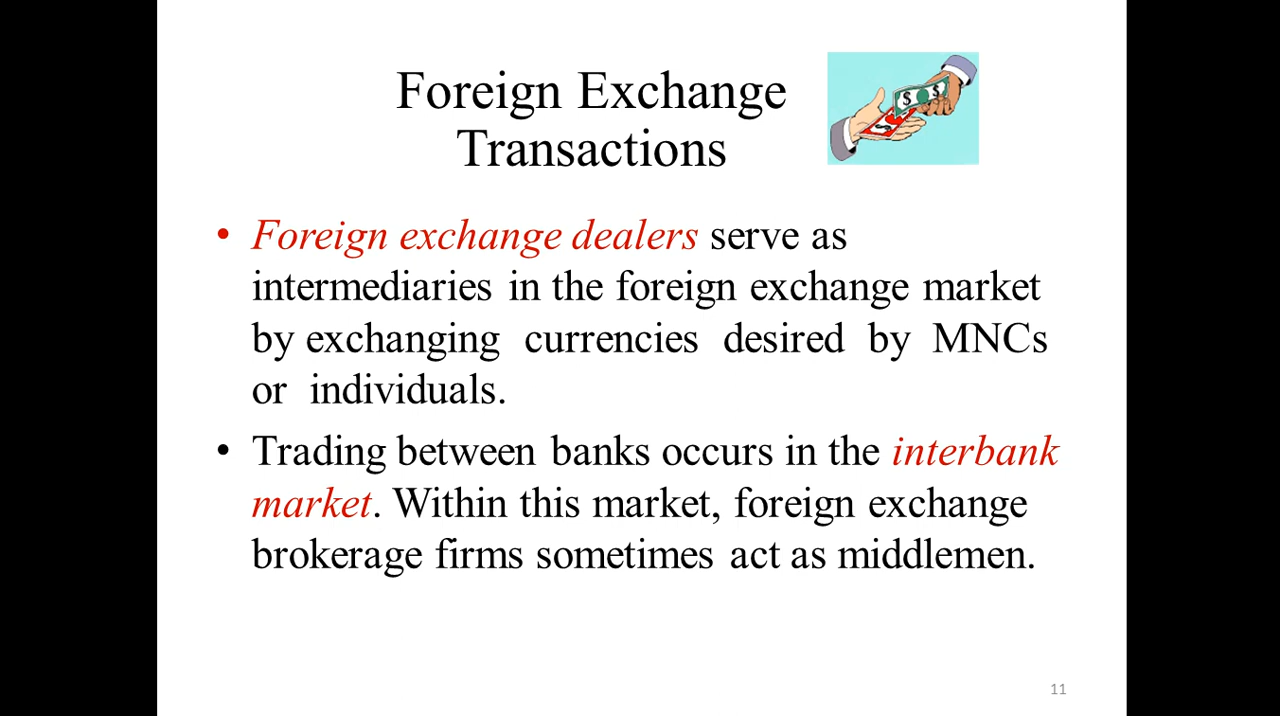 Foreign Exchange
Transactions
$ $
• Foreign exchange dealers serve as
intermediaries in the foreign exchange market
by exchanging currencies desired by MNCs
or individuals.
• Trading between banks occurs in the interbank
market. Within this market, foreign exchange
brokerage firms sometimes act as middlemen.
11